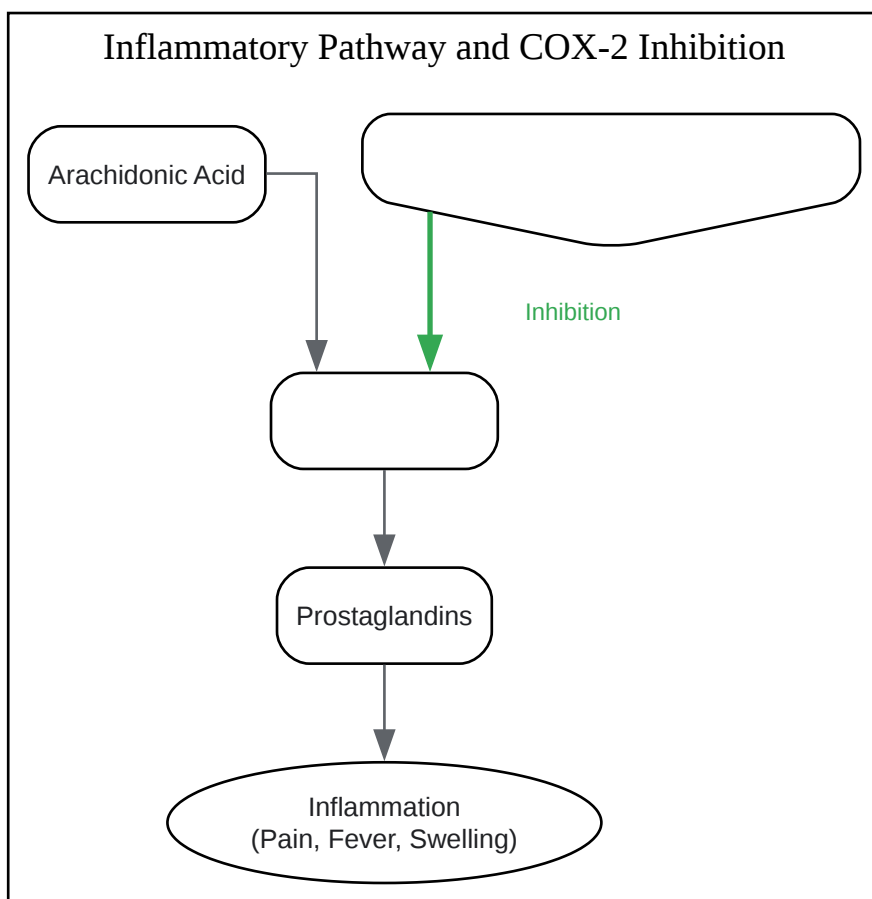 Inflammatory Pathway and COX-2 Inhibition
Arachidonic Acid
Inhibition
Prostaglandins
Inflammation
(Pain, Fever, Swelling)